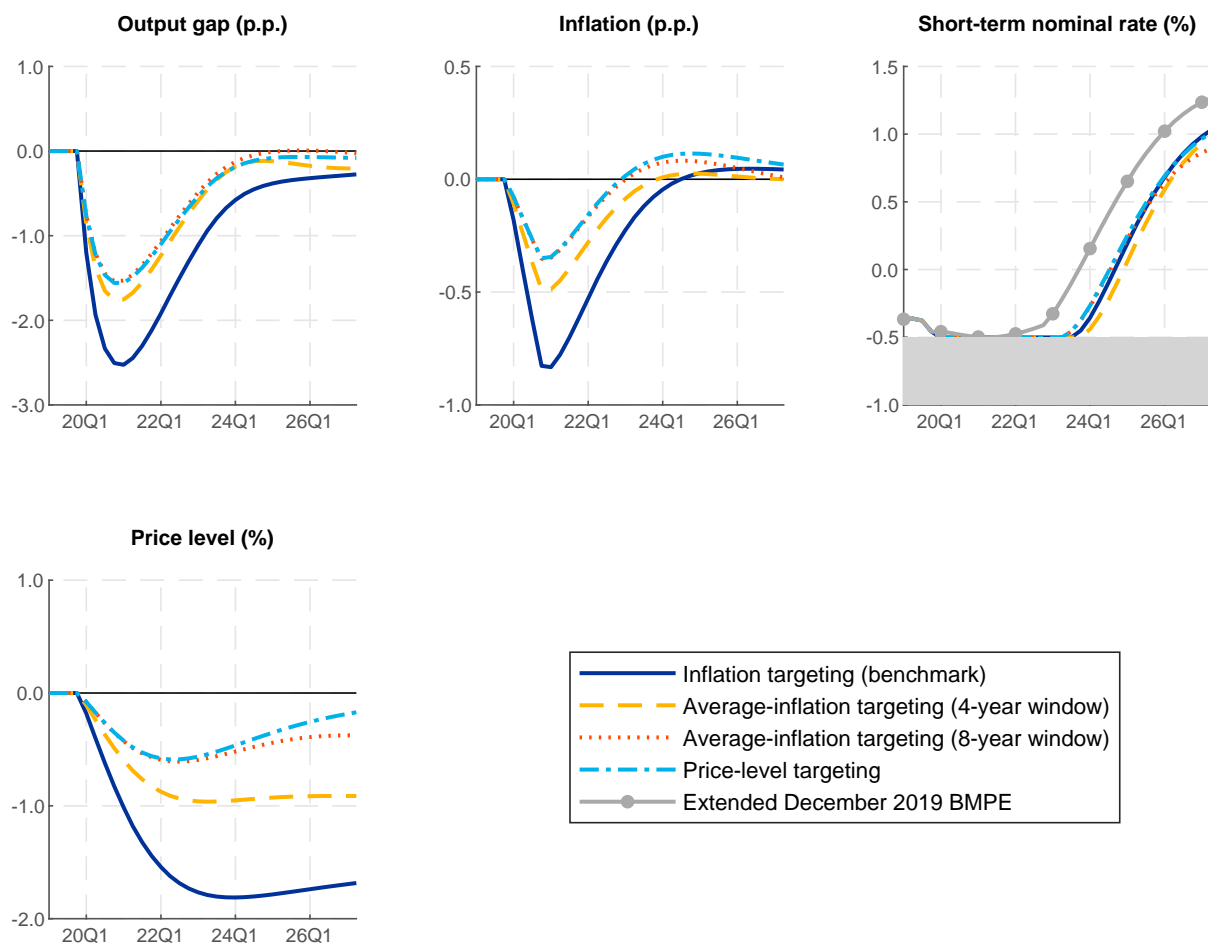 Output gap (p.p.)
1.0
0.0
-1.0
-2.0
-3.0
20Q1 22Q1 24Q1 26Q1
Inflation (p.p.)
0.5
0.0
-0.5
-1.0
20Q1 22Q1 24Q1 26Q1
Short-term nominal rate (%)
1.5
1.0
0.5
0.0
-0.5
-1.0
20Q1 22Q1 24Q1 26Q1
Price level (%)
1.0
0.0
-1.0
-2.0
20Q1 22Q1 24Q1 26Q1
Inflation targeting (benchmark)
Average-inflation targeting (4-year window)
Average-inflation targeting (8-year window)
Price-level targeting
Extended December 2019 BMPE